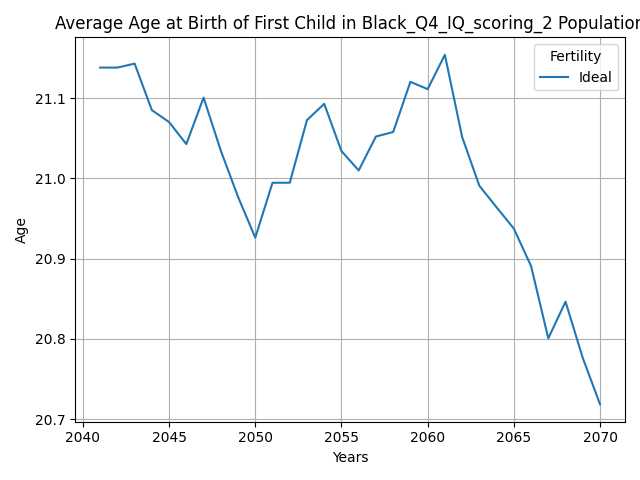 Average Age at Birth of First Child in Black_Q4_IQ_scoring_2 Population
Fertility
Ideal
21.1
21.0
20.9
20.8
20.7
Age
2040 2045 2050 2055 2060 2065 2070
Years